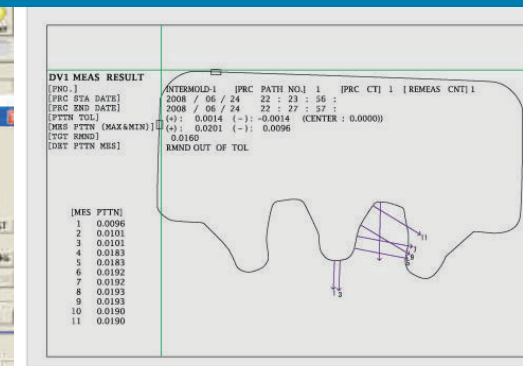 DV1 MEAS RESULT
[PNO.] INTERMOLD-1 [PRC PATH NO.] 1 [PRC CT] 1 [REMEAS CNT] 1
[PRC STA DATE] 2008 / 06 / 24 22 : 23 : 56 :
[PRC END DATE] 2008 / 06 / 24 22 : 27 : 57 :
[PTTN TOL] (+) : 0.0014 (-) : -0.0014 (CENTER : 0.0000))
[MES PTTN (MAX&MIN)] (+) : 0.0201 (-) : 0.0096
[TGT RMND] 0.0160
[DET PTTN MES] RMND OUT OF TOL
[MES PTTN]
1 0.0096
2 0.0101
3 0.0101
4 0.0183
5 0.0183
6 0.0192
7 0.0192
8 0.0193
9 0.0193
10 0.0190
11 0.0190
11
1 3